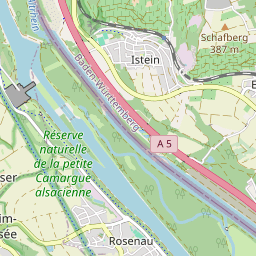 Schafberg
387 m
Istein
Baden-Württemberg
A 5
Réserve
naturelle
de la petite
Camargue
alsacienne
Rosenau